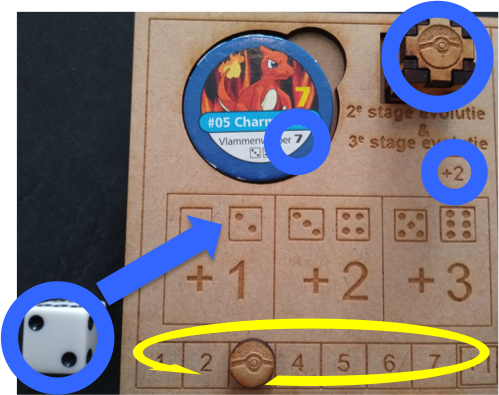 7
#05 Charm
7
2e stage evolutie
&
3e stage evolutie
+2
+1 +2 +3
1 2 4 5 6 7